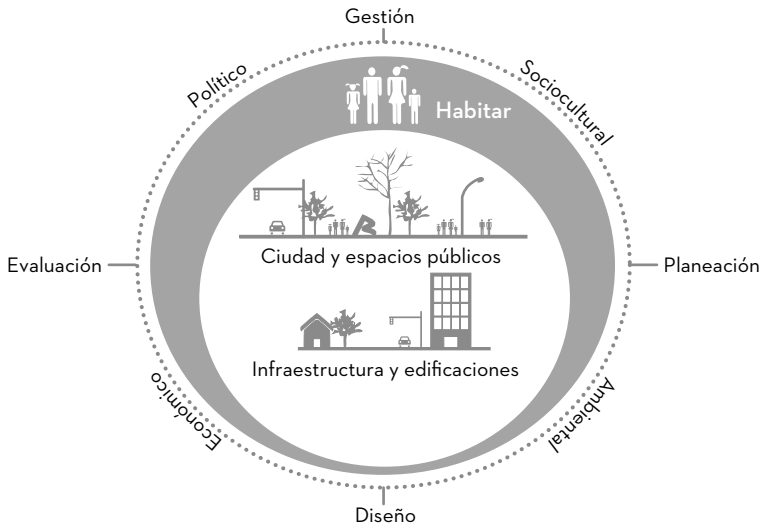 Gestión
Político
Sociocultural
Habitar
Ciudad y espacios públicos
Evaluación
Planeación
Infraestructura y edificaciones
Económico
Ambiental
Diseño